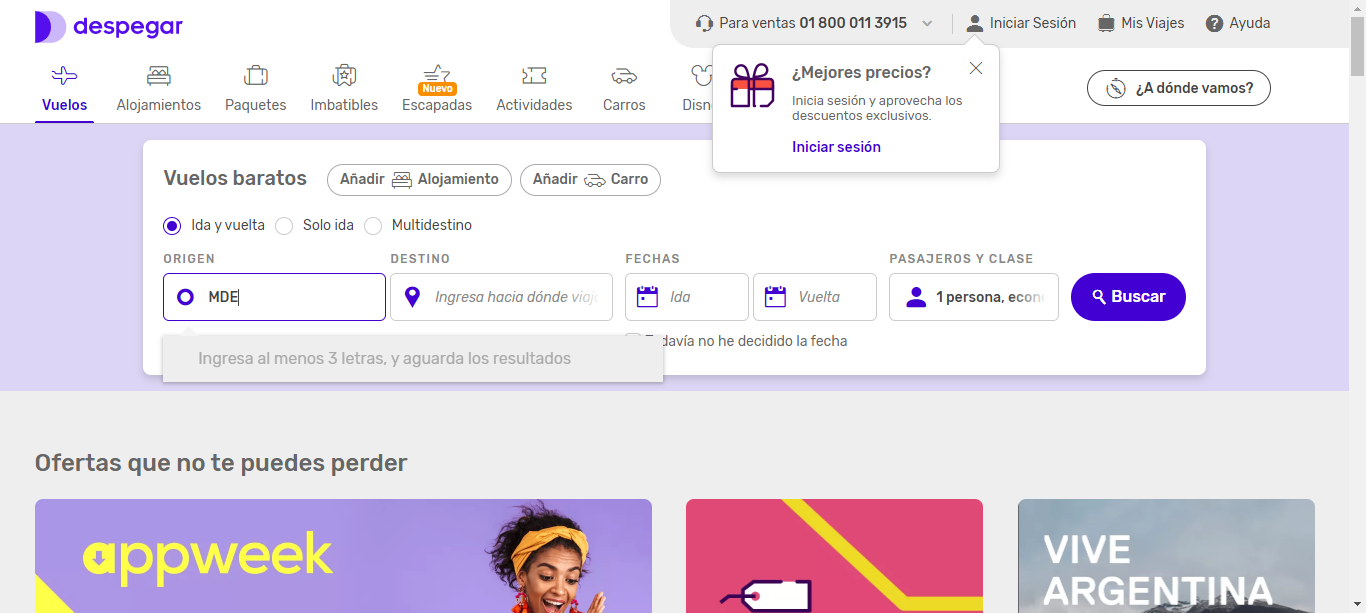 despegar
Para ventas 01 800 011 3915
Iniciar Sesión
Mis Viajes
Ayuda
Vuelos
Alojamientos
Paquetes
Imbatibles
Nuevo
Escapadas
Actividades
Carros
Disn
¿A dónde vamos?
¿Mejores precios?
Inicia sesión y aprovecha los
descuentos exclusivos.
Iniciar sesión
Vuelos baratos
Añadir Alojamiento
Añadir Carro
Ida y vuelta
Solo ida
Multidestino
ORIGEN
DESTINO
FECHAS
PASAJEROS Y CLASE
MDE
Ingresa hacia dónde viaj
Ida
Vuelta
1 persona, econ
Buscar
davía no he decidido la fecha
Ingresa al menos 3 letras, y aguarda los resultados
Ofertas que no te puedes perder
appweek
VIVE
ARGENTINA